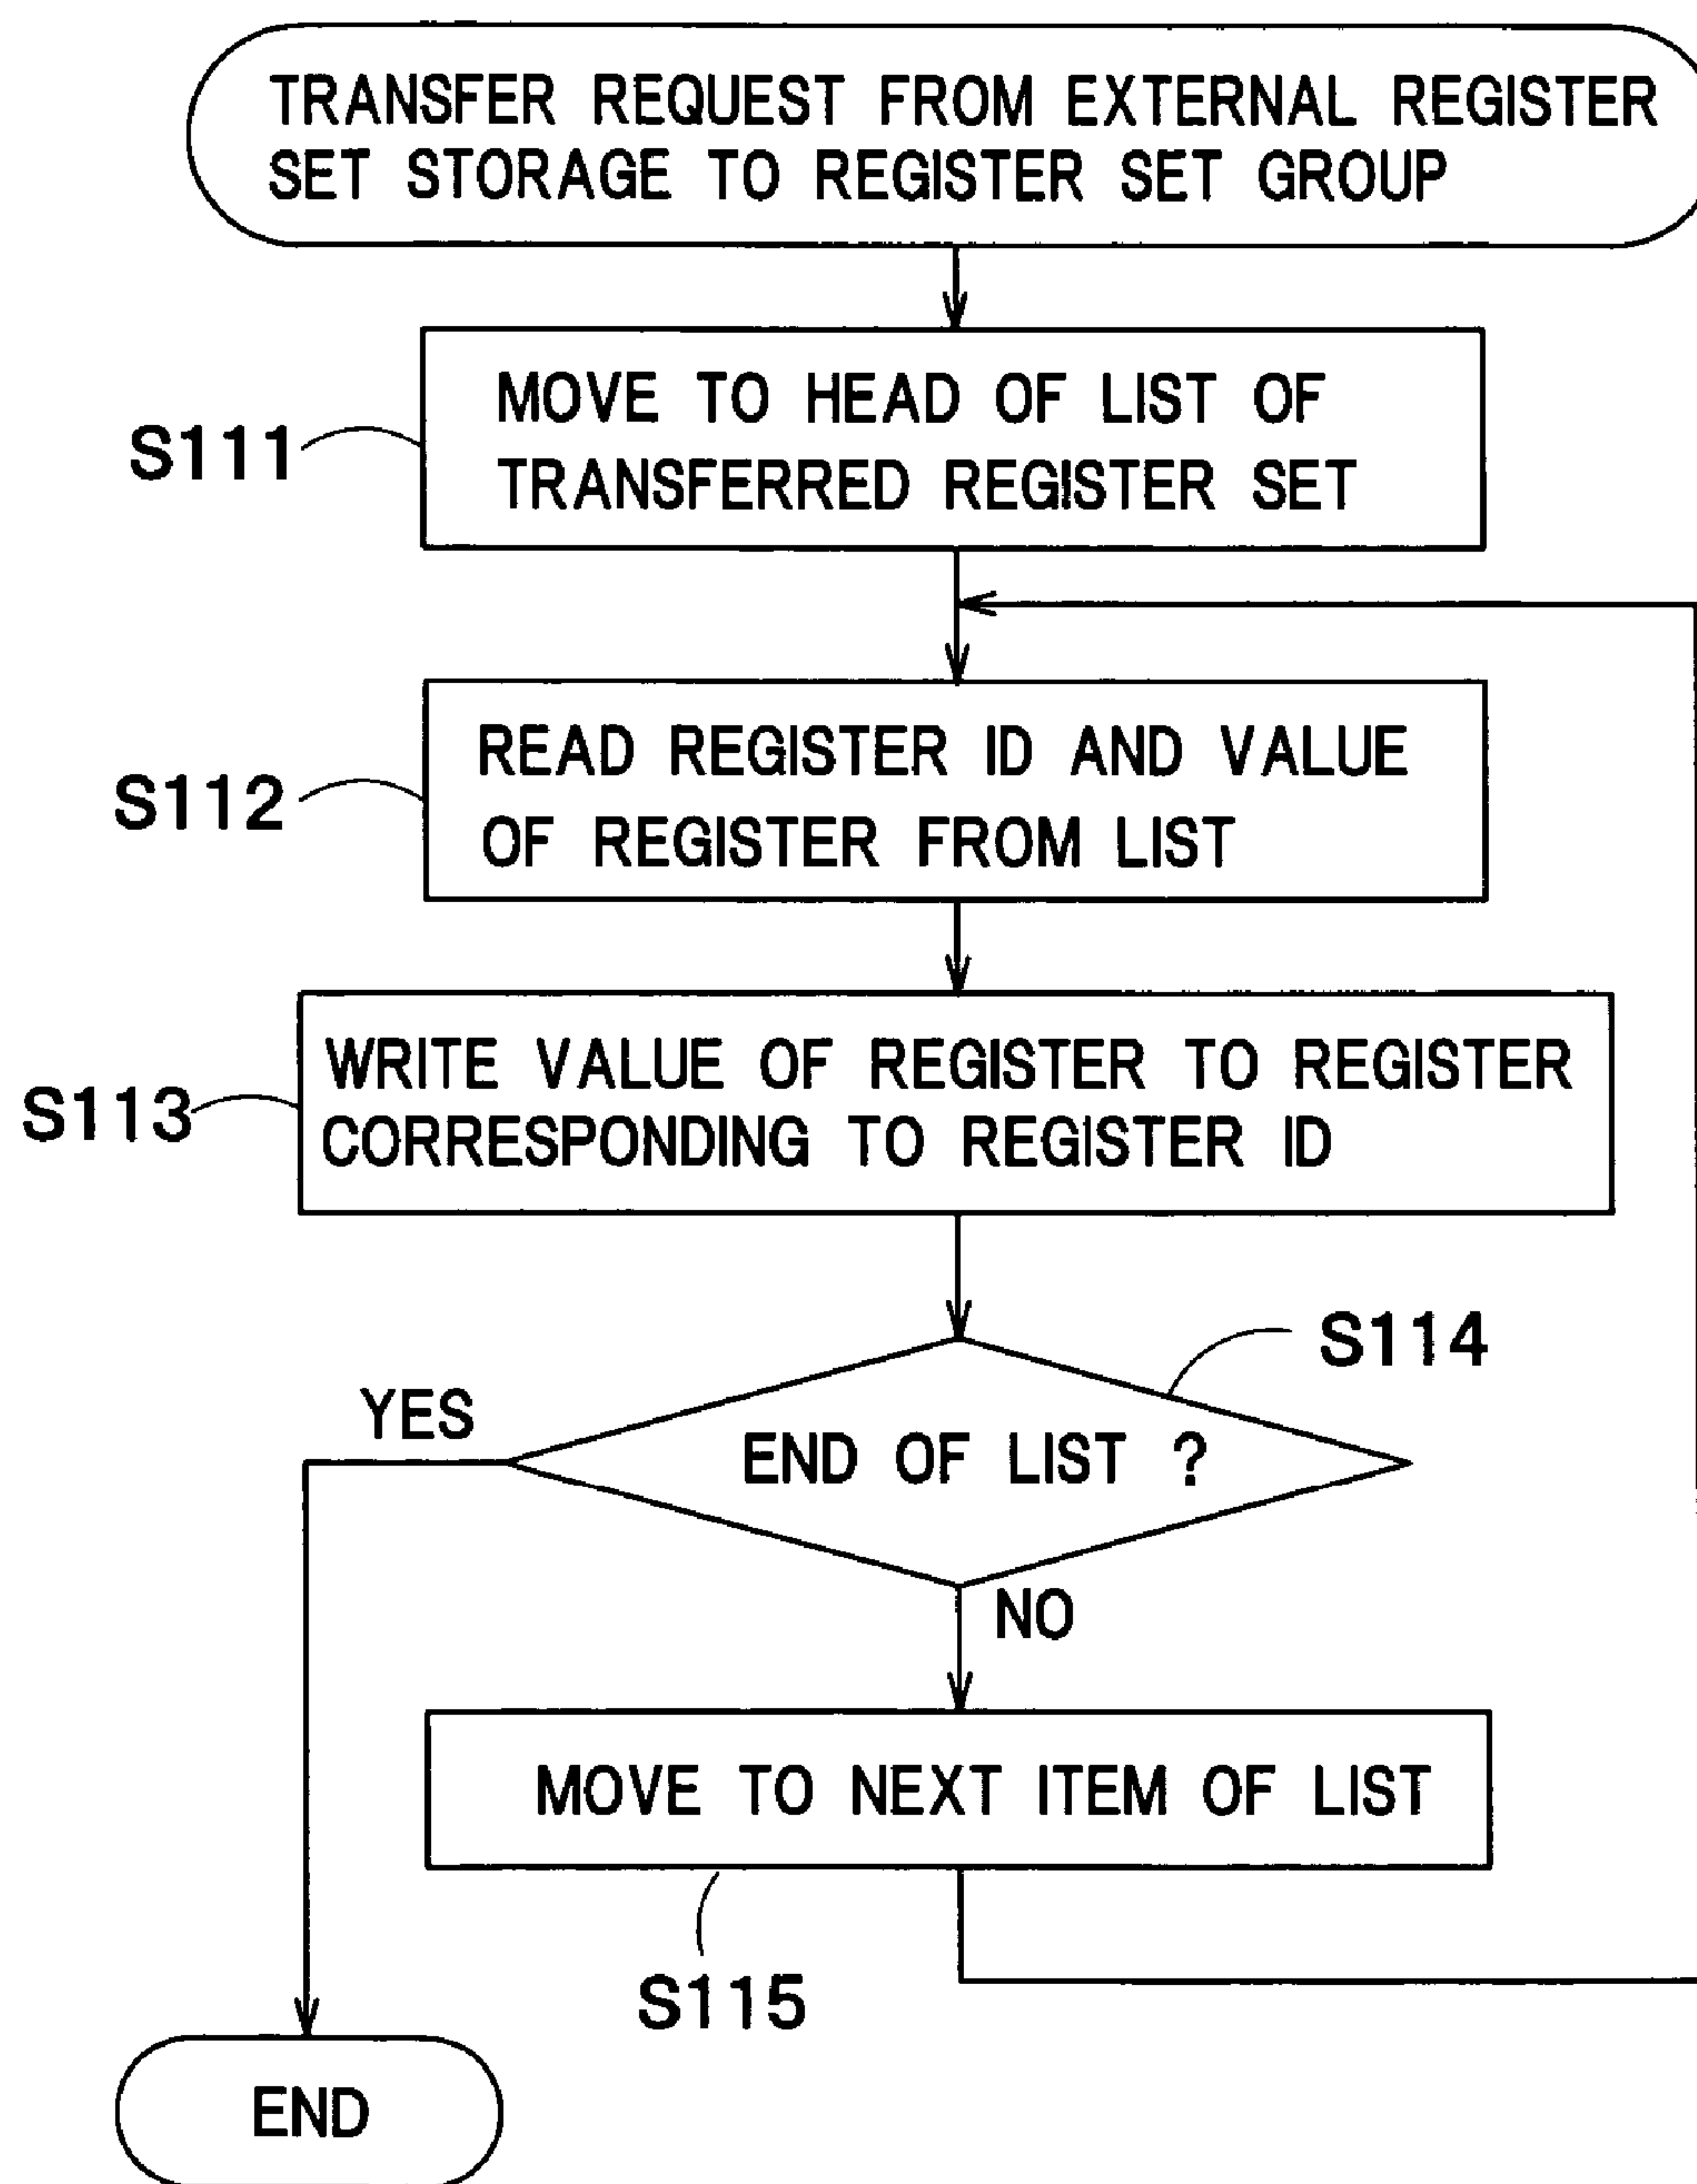 TRANSFER REQUEST FROM EXTERNAL REGISTER
SET STORAGE TO REGISTER SET GROUP
MOVE TO HEAD OF LIST OF
TRANSFERRED REGISTER SET
S111
READ REGISTER ID AND VALUE
OF REGISTER FROM LIST
S112
WRITE VALUE OF REGISTER TO REGISTER
CORRESPONDING TO REGISTER ID
S113
S114
YES
END OF LIST ?
NO
MOVE TO NEXT ITEM OF LIST
S115
END